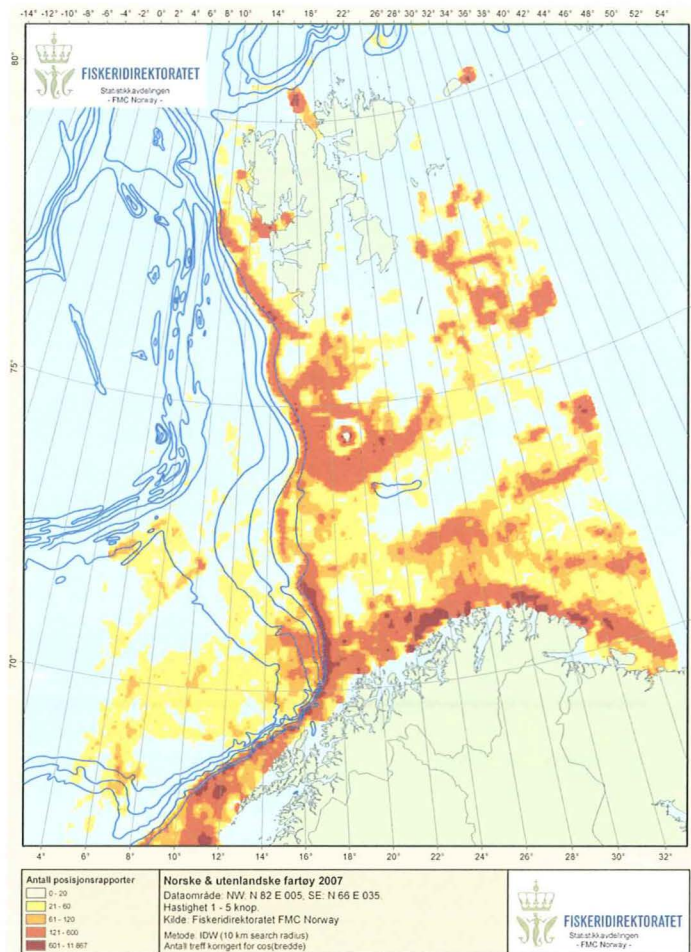 -14° -12° -10° -8° -6° -4° -2° 0° 2° 4° 6° 8° 10° 12° 14° 16° 18° 22° 26° 28° 30° 32° 34° 36° 38° 40° 42° 44° 46° 48° 50° 54°
80°
FISKERIDIREKTORATET
Statistikkavdelingen
- FMC Norway -
75°
70°
4° 6° 8° 10° 12° 14° 16° 18° 20° 22° 24° 26° 28° 30° 32°
Antall posisjonsrapporter
0 - 20
21 - 60
61 - 120
121 - 600
601 - 11 867
Norske & utenlandske fartøy 2007
Dataområde: NW: N 82 E 005, SE: N 66 E 035.
Hastighet 1 - 5 knop.
Kilde: Fiskeridirektoratet FMC Norway
Metode: IDW (10 km search radius)
Antall treff korrigert for cos(bredde)
FISKERIDIREKTORATET
Statistikkavdelingen
- FMC Norway -